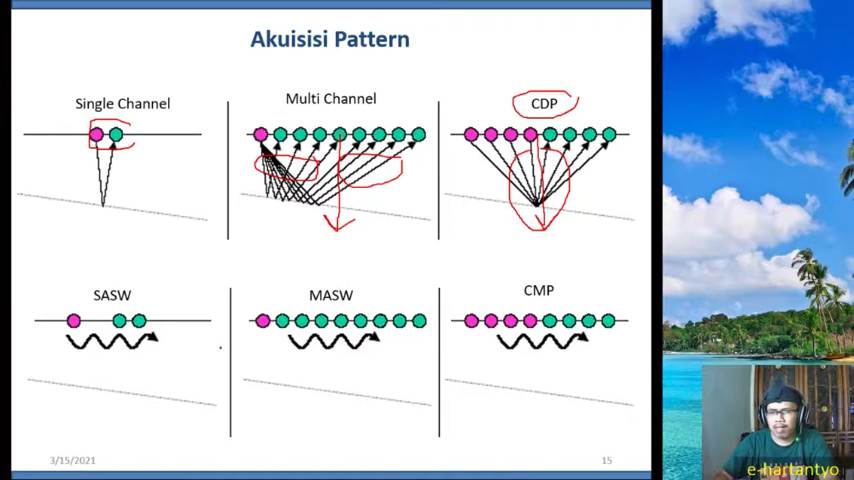 Akuisisi Pattern
Single Channel
Multi Channel
CDP
SASW
MASW
CMP
3/15/2021
15
e-hartantyo